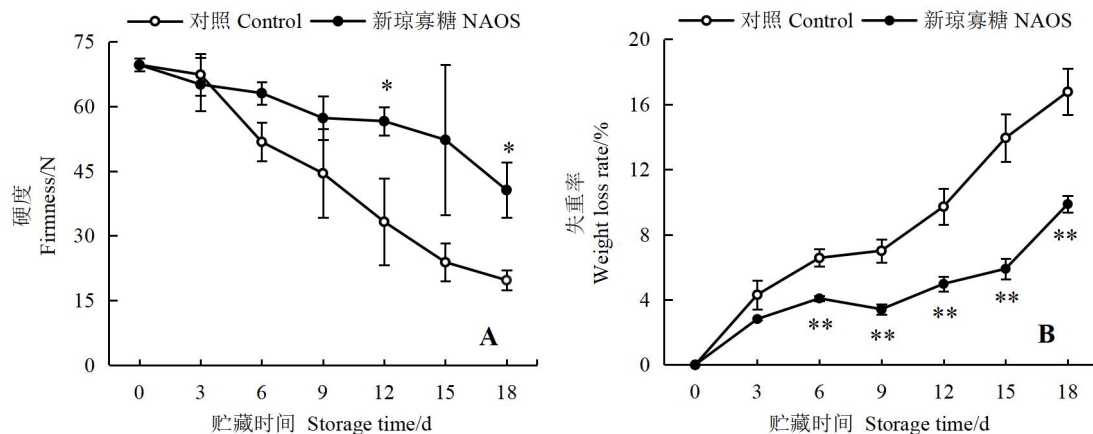 对照 Control 新琼寡糖 NAOS
75
60
45
30
15
0
硬度
Firmness/N
*
*
A
0 3 6 9 12 15 18
贮藏时间 Storage time/d
对照 Control 新琼寡糖 NAOS
20
16
12
8
4
0
失重率
Weight loss rate/%
**
**
**
**
**
B
0 3 6 9 12 15 18
贮藏时间 Storage time/d